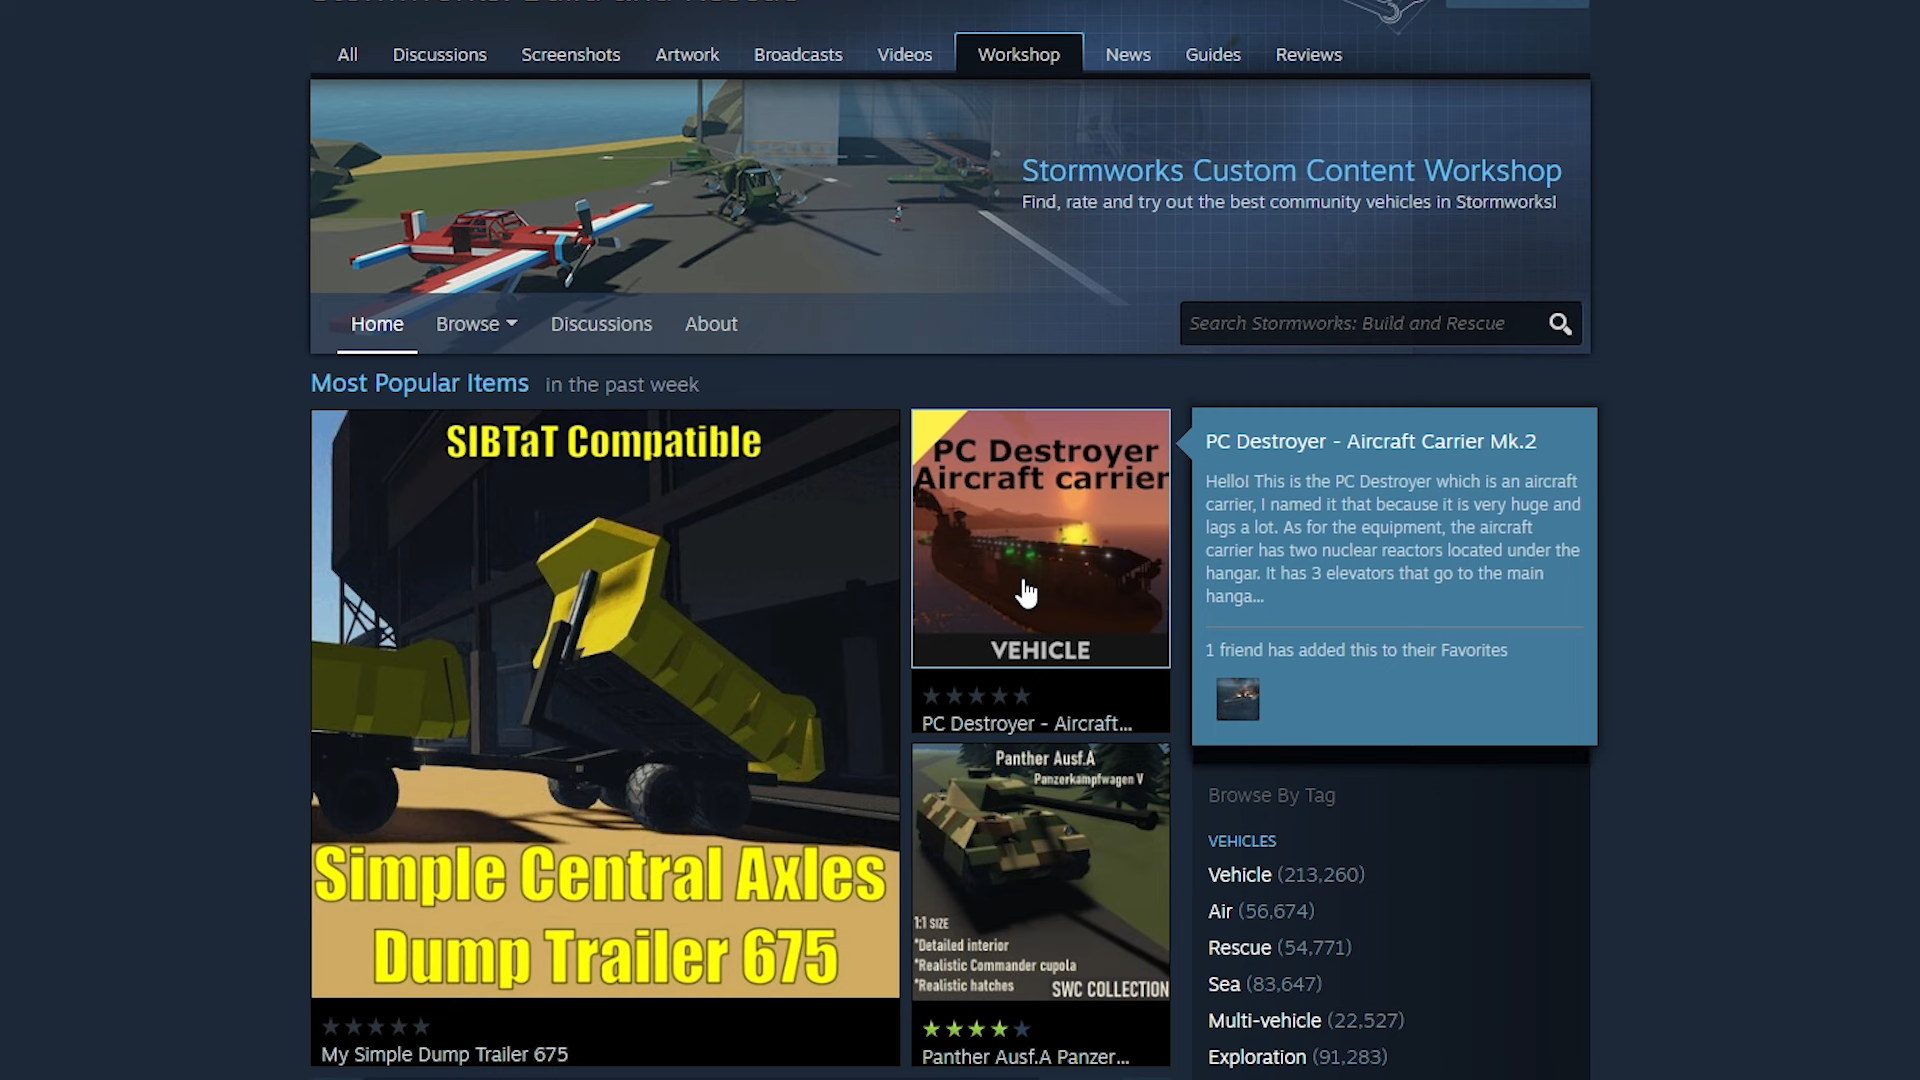 All
Discussions
Screenshots
Artwork
Broadcasts
Videos
Workshop
News
Guides
Reviews
Stormworks Custom Content Workshop
Find, rate and try out the best community vehicles in Stormworks!
Home
Browse
Discussions
About
Search Stormworks: Build and Rescue
Most Popular Items in the past week
SIBTaT Compatible
Simple Central Axles
Dump Trailer 675
My Simple Dump Trailer 675
PC Destroyer
Aircraft carrier
VEHICLE
PC Destroyer - Aircraft...
Panther Ausf.A
Panzerkampfwagen V
1:1 SIZE
*Detailed interior
*Realistic Commander cupola
*Realistic hatches
SWC COLLECTION
Panther Ausf.A Panzer...
PC Destroyer - Aircraft Carrier Mk.2
Hello! This is the PC Destroyer which is an aircraft
carrier, I named it that because it is very huge and
lags a lot. As for the equipment, the aircraft
carrier has two nuclear reactors located under the
hangar. It has 3 elevators that go to the main
hanga...
1 friend has added this to their Favorites
Browse By Tag
VEHICLES
Vehicle (213,260)
Air (56,674)
Rescue (54,771)
Sea (83,647)
Multi-vehicle (22,527)
Exploration (91,283)